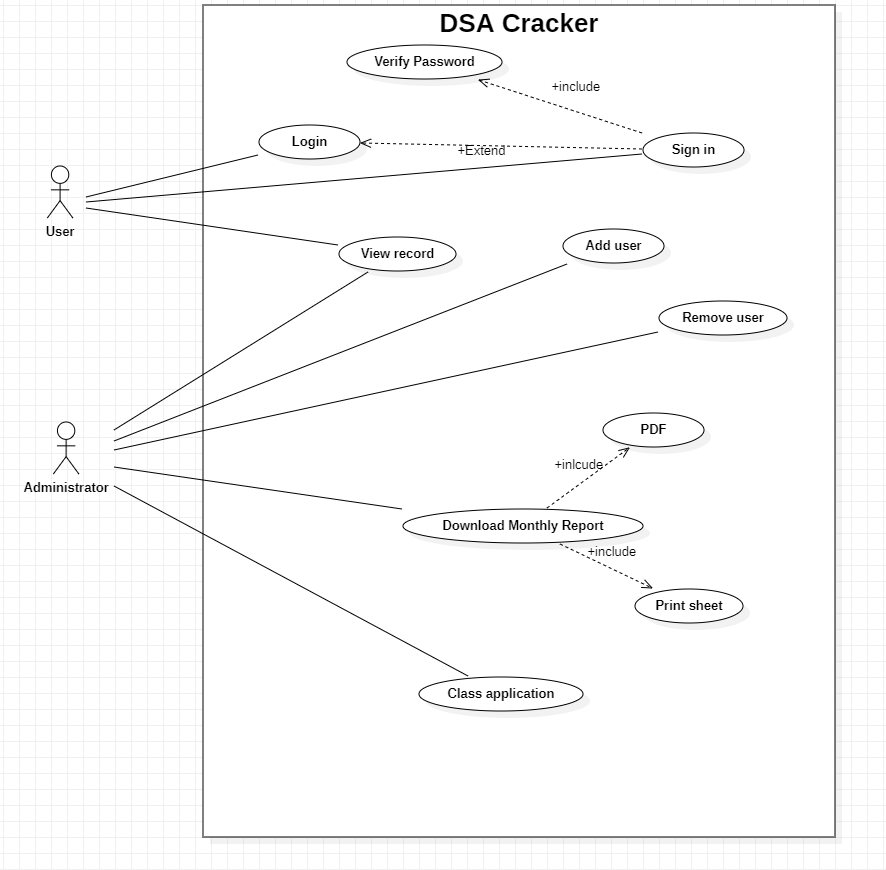 DSA Cracker
Verify Password
+include
Login
+Extend
Sign in
User
View record
Add user
Remove user
PDF
+inlcude
Administrator
Download Monthly Report
+include
Print sheet
Class application